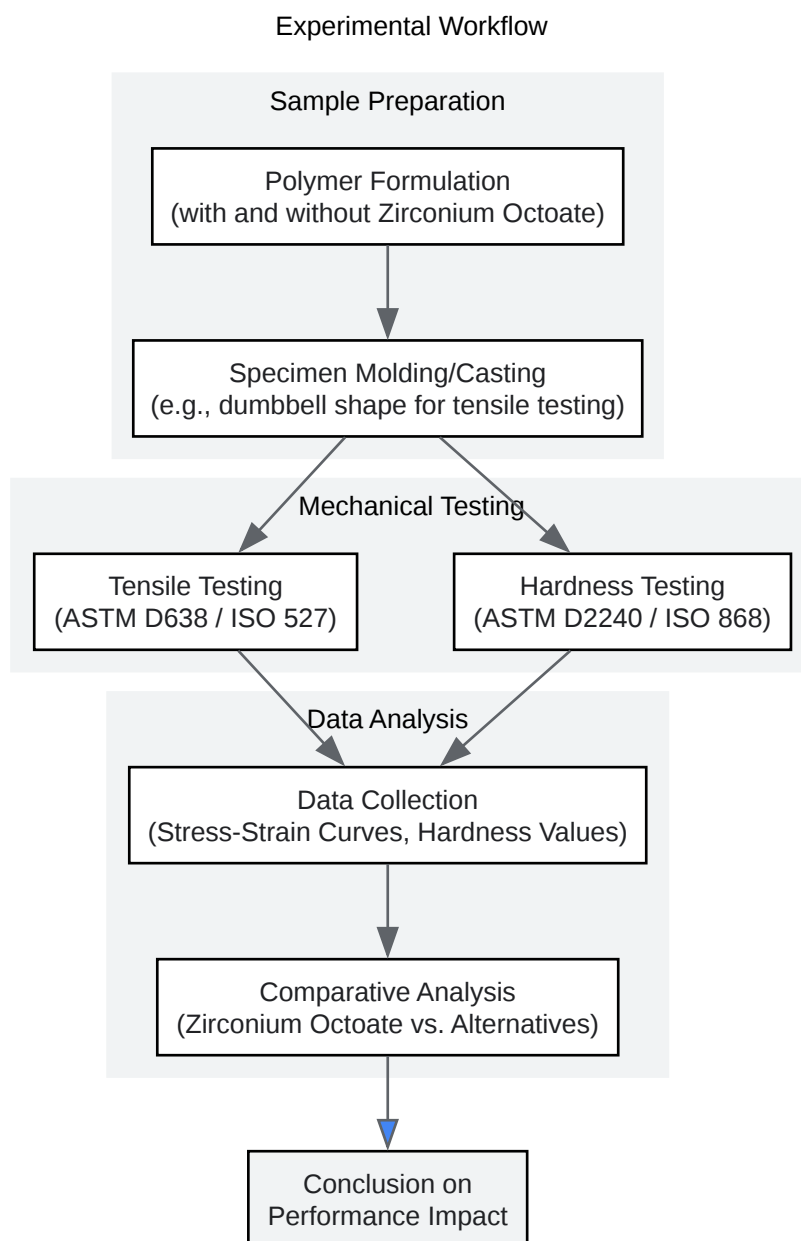 Experimental Workflow
Sample Preparation
Polymer Formulation
(with and without Zirconium Octoate)
Specimen Molding/Casting
(e.g., dumbbell shape for tensile testing)
Mechanical Testing
Tensile Testing
(ASTM D638 / ISO 527)
Hardness Testing
(ASTM D2240 / ISO 868)
Data Analysis
Data Collection
(Stress-Strain Curves, Hardness Values)
Comparative Analysis
(Zirconium Octoate vs. Alternatives)
Conclusion on
Performance Impact